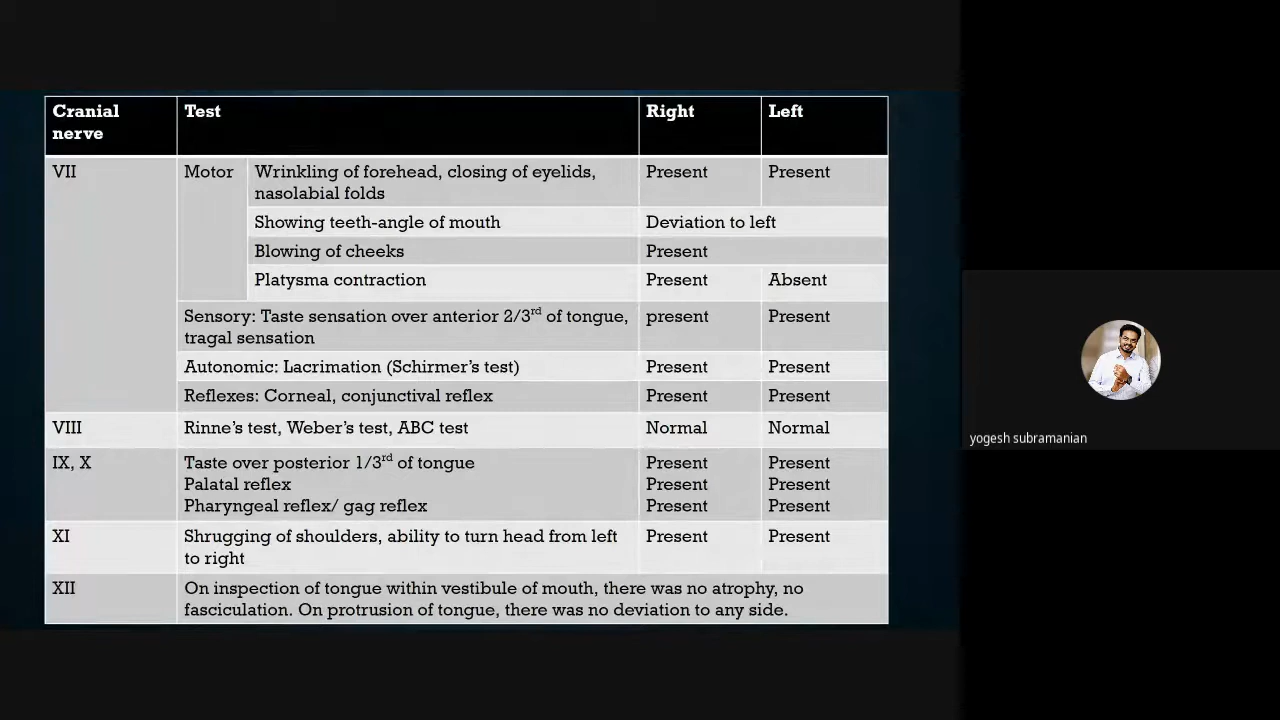 Cranial nerve Test Right Left
VII Motor Wrinkling of forehead, closing of eyelids, Present Present
nasolabial folds
Showing teeth-angle of mouth Deviation to left
Blowing of cheeks Present
Platysma contraction Present Absent
Sensory: Taste sensation over anterior 2/3rd of tongue, present Present
tragal sensation
Autonomic: Lacrimation (Schirmer's test) Present Present
Reflexes: Corneal, conjunctival reflex Present Present
VIII Rinne's test, Weber's test, ABC test Normal Normal
IX, X Taste over posterior 1/3rd of tongue Present Present
Palatal reflex Present Present
Pharyngeal reflex/ gag reflex Present Present
XI Shrugging of shoulders, ability to turn head from left Present Present
to right
XII On inspection of tongue within vestibule of mouth, there was no atrophy, no
fasciculation. On protrusion of tongue, there was no deviation to any side.
yogesh subramanian